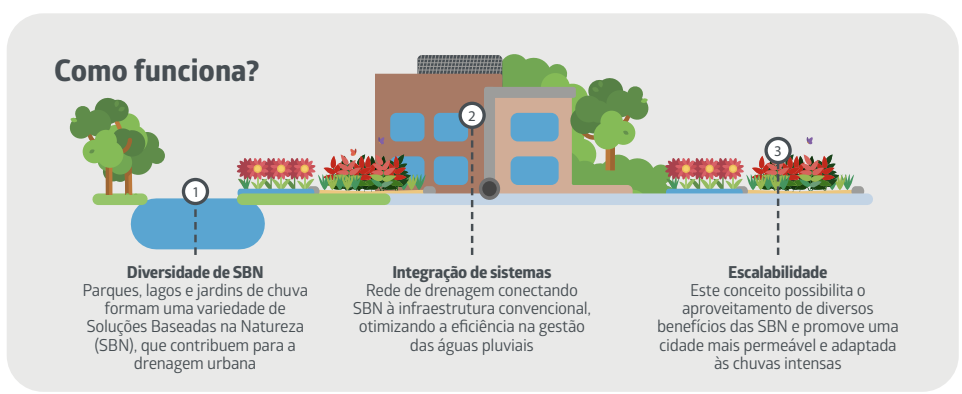 Como funciona?
1
2
3
Diversidade de SBN
Parques, lagos e jardins de chuva
formam uma variedade de
Soluções Baseadas na Natureza
(SBN), que contribuem para a
drenagem urbana
Integração de sistemas
Rede de drenagem conectando
SBN à infraestrutura convencional,
otimizando a eficiência na gestão
das águas pluviais
Escalabilidade
Este conceito possibilita o
aproveitamento de diversos
benefícios das SBN e promove uma
cidade mais permeável e adaptada
às chuvas intensas